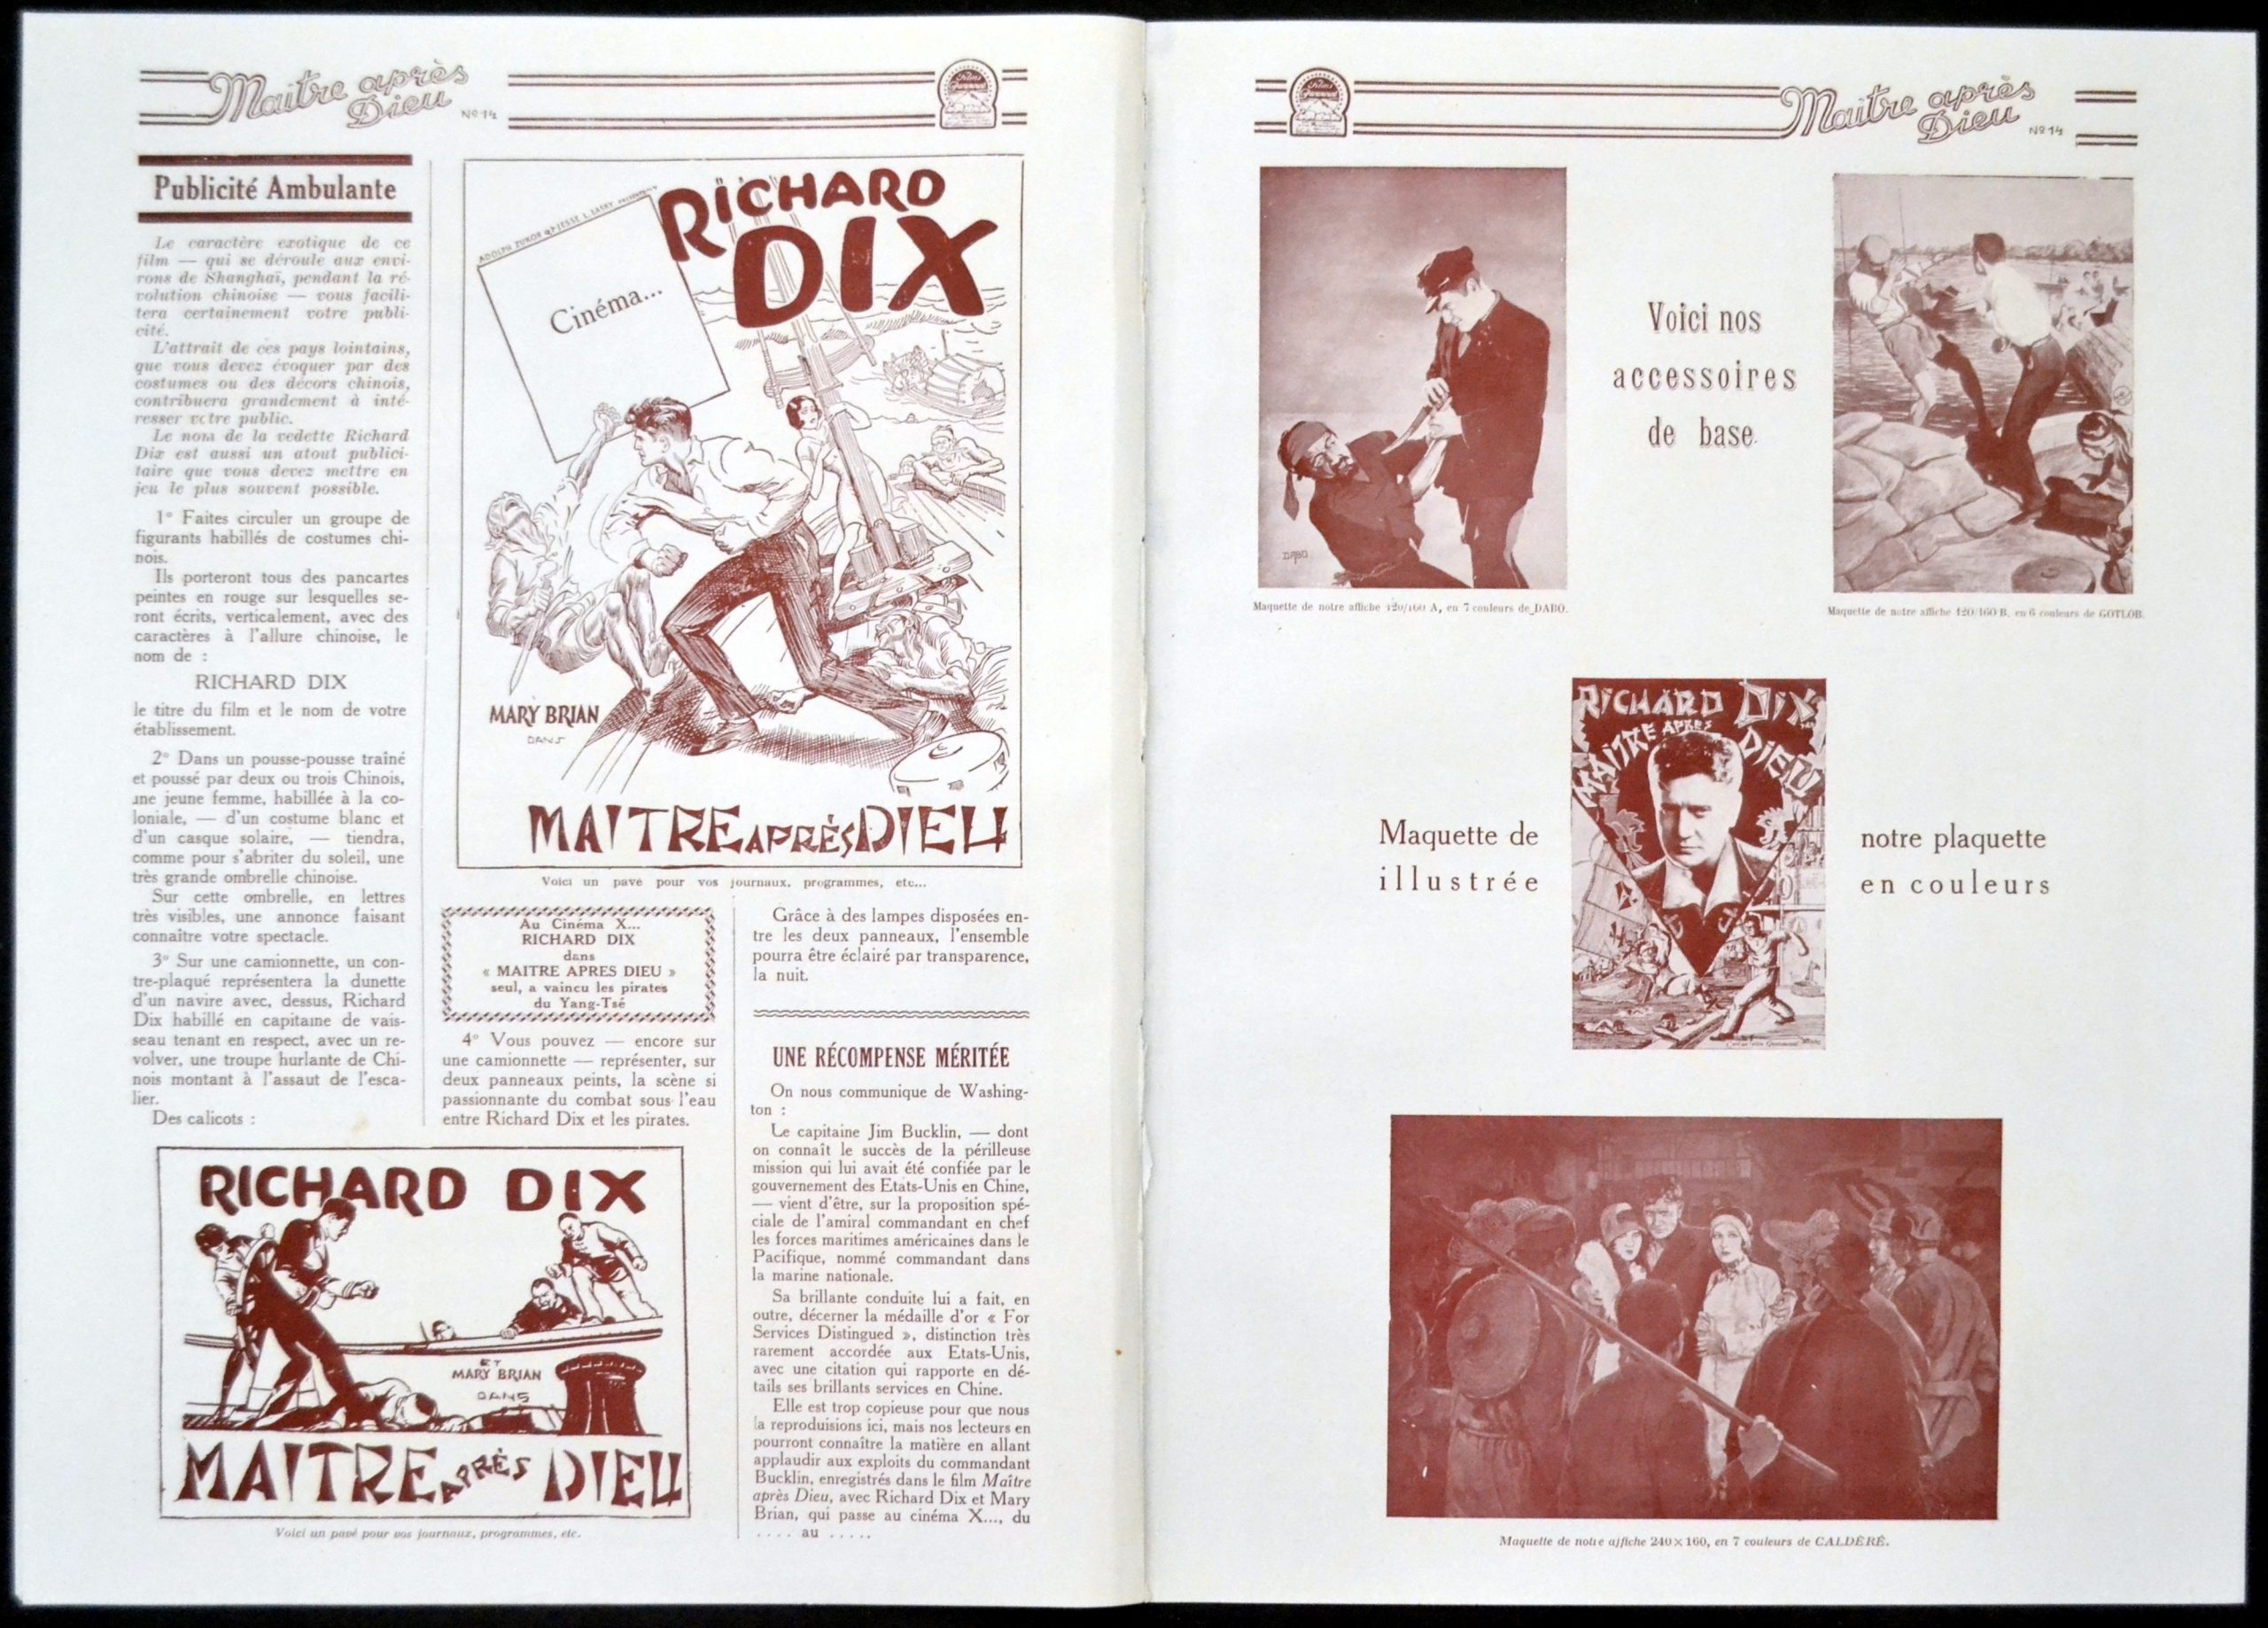 Maitre après
Dieu
Nº 14
Publicité Ambulante
Le caractère exotique de ce
film — qui se déroule aux envi-
rons de Shanghaï, pendant la ré-
volution chinoise — vous facili-
tera certainement votre publi-
cité.
L'attrait de ces pays lointains,
que vous devez évoquer par des
costumes ou des décors chinois,
contribuera grandement à inté-
resser votre public.
Le nom de la vedette Richard
Dix est aussi un atout publici-
taire que vous devez mettre en
jeu le plus souvent possible.
1° Faites circuler un groupe de
figurants habillés de costumes chi-
nois.
Ils porteront tous des pancartes
peintes en rouge sur lesquelles se-
ront écrits, verticalement, avec des
caractères à l'allure chinoise, le
nom de :
RICHARD DIX
le titre du film et le nom de votre
établissement.
2° Dans un pousse-pousse traîné
et poussé par deux ou trois Chinois,
une jeune femme, habillée à la co-
loniale, — d'un costume blanc et
d'un casque solaire, — tiendra,
comme pour s'abriter du soleil, une
très grande ombrelle chinoise.
Sur cette ombrelle, en lettres
très visibles, une annonce faisant
connaître votre spectacle.
3° Sur une camionnette, un con-
tre-plaqué représentera la dunette
d'un navire avec, dessus, Richard
Dix habillé en capitaine de vais-
seau tenant en respect, avec un re-
volver, une troupe hurlante de Chi-
nois montant à l'assaut de l'esca-
lier.
Des calicots :
ADOLPH ZUKOR et JESSE L. LASKY présentent
Cinéma...
RICHARD
DIX
MARY BRIAN
DANS
MAITRE APRÈS DIEU
Voici un pavé pour vos journaux, programmes, etc...
Au Cinéma X...
RICHARD DIX
dans
« MAITRE APRES DIEU »
seul, a vaincu les pirates
du Yang-Tsé
4° Vous pouvez — encore sur
une camionnette — représenter, sur
deux panneaux peints, la scène si
passionnante du combat sous l'eau
entre Richard Dix et les pirates.
RICHARD DIX
ET
MARY BRIAN
DANS
MAITRE APRÈS DIEU
Voici un pavé pour vos journaux, programmes, etc.
Grâce à des lampes disposées en-
tre les deux panneaux, l'ensemble
pourra être éclairé par transparence,
la nuit.
UNE RÉCOMPENSE MÉRITÉE
On nous communique de Washing-
ton :
Le capitaine Jim Bucklin, — dont
on connaît le succès de la périlleuse
mission qui lui avait été confiée par le
gouvernement des Etats-Unis en Chine,
— vient d'être, sur la proposition spé-
ciale de l'amiral commandant en chef
les forces maritimes américaines dans le
Pacifique, nommé commandant dans
la marine nationale.
Sa brillante conduite lui a fait, en
outre, décerner la médaille d'or « For
Services Distingued », distinction très
rarement accordée aux Etats-Unis,
avec une citation qui rapporte en dé-
tails ses brillants services en Chine.
Elle est trop copieuse pour que nous
la reproduisions ici, mais nos lecteurs en
pourront connaître la matière en allant
applaudir aux exploits du commandant
Bucklin, enregistrés dans le film Maître
après Dieu, avec Richard Dix et Mary
Brian, qui passe au cinéma X..., du
.... au .....
Maitre après
Dieu
Nº 14
DABO
Maquette de notre affiche 120/160 A, en 7 couleurs de DABO.
Voici nos
accessoires
de base
Maquette de notre affiche 120/160 B, en 6 couleurs de GOTLOB.
RICHARD DIX
MAITRE APRES DIEU
Maquette de notre plaquette
illustrée en couleurs
Maquette de notre affiche 240×160, en 7 couleurs de CALDÉRÉ.